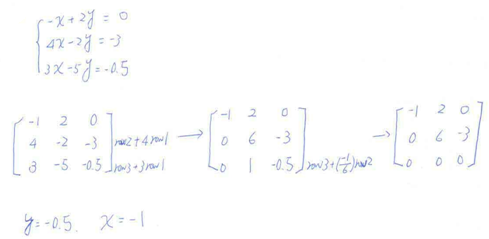 -x+2y=0
4x-2y=-3
3x-5y=-0.5
-1 2 0 -1 2 0 -1 2 0
4 -2 -3 row2+4row1 → 0 6 -3 → 0 6 -3
3 -5 -0.5 row3+3row1 0 1 -0.5 row3+(-1/6)row2 0 0 0
y=-0.5. x=-1